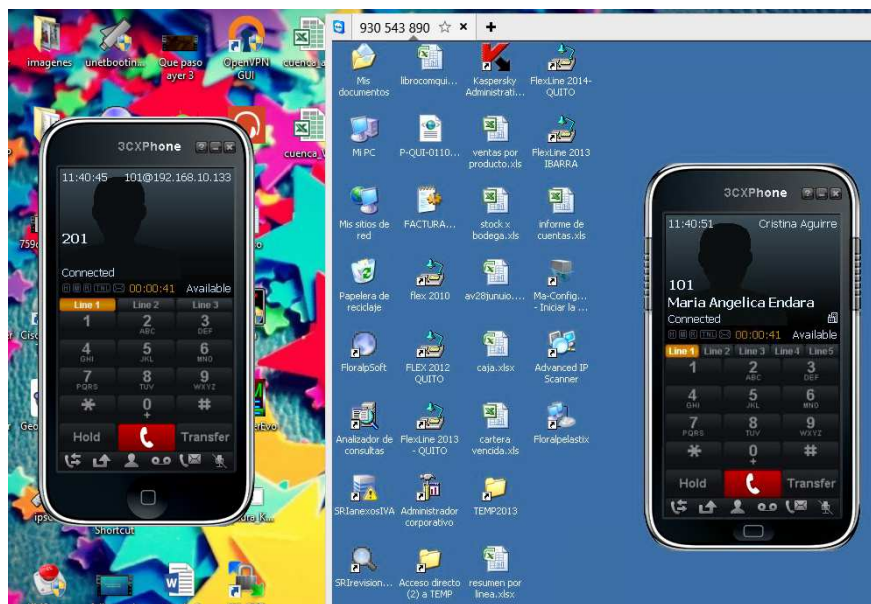 imagenes
unetbootin...
Que paso
ayer 3
OpenVPN
GUI
3CXPhone
11:40:45 101@192.168.10.133
201
Connected
00:00:41 Available
Line 1 Line 2 Line 3
1 2 3
ABC DEF
4 5 6
GHI JKL MNO
7 8 9
PQRS TUV WXYZ
* 0 #
+
Hold Transfer
Shortcut
930 543 890
Mis
documentos
librocomqui...
Kaspersky
Administrati...
FlexLine 2014-
QUITO
Mi PC
P-QUI-0110...
ventas por
producto.xls
FlexLine 2013
IBARRA
Mis sitios de
red
FACTURA...
stock x
bodega.xls
informe de
cuentas.xls
Papelera de
reciclaje
flex 2010
av28junuio....
Ma-Config...
- Iniciar la ...
FloralpSoft
FLEX 2012
QUITO
caja.xlsx
Advanced IP
Scanner
Analizador de
consultas
FlexLine 2013
- QUITO
cartera
vencida.xls
Floralpelastix
SRIanexosIVA
Administrador
corporativo
TEMP2013
SRIrevision...
Acceso directo
(2) a TEMP
resumen por
linea.xlsx
3CXPhone
11:40:51 Cristina Aguirre
101
Maria Angelica Endara
Connected
00:00:41 Available
Line 1 Line 2 Line 3 Line4 Line5
1 2 3
ABC DEF
4 5 6
GHI JKL MNO
7 8 9
PQRS TUV WXYZ
* 0 #
+
Hold Transfer